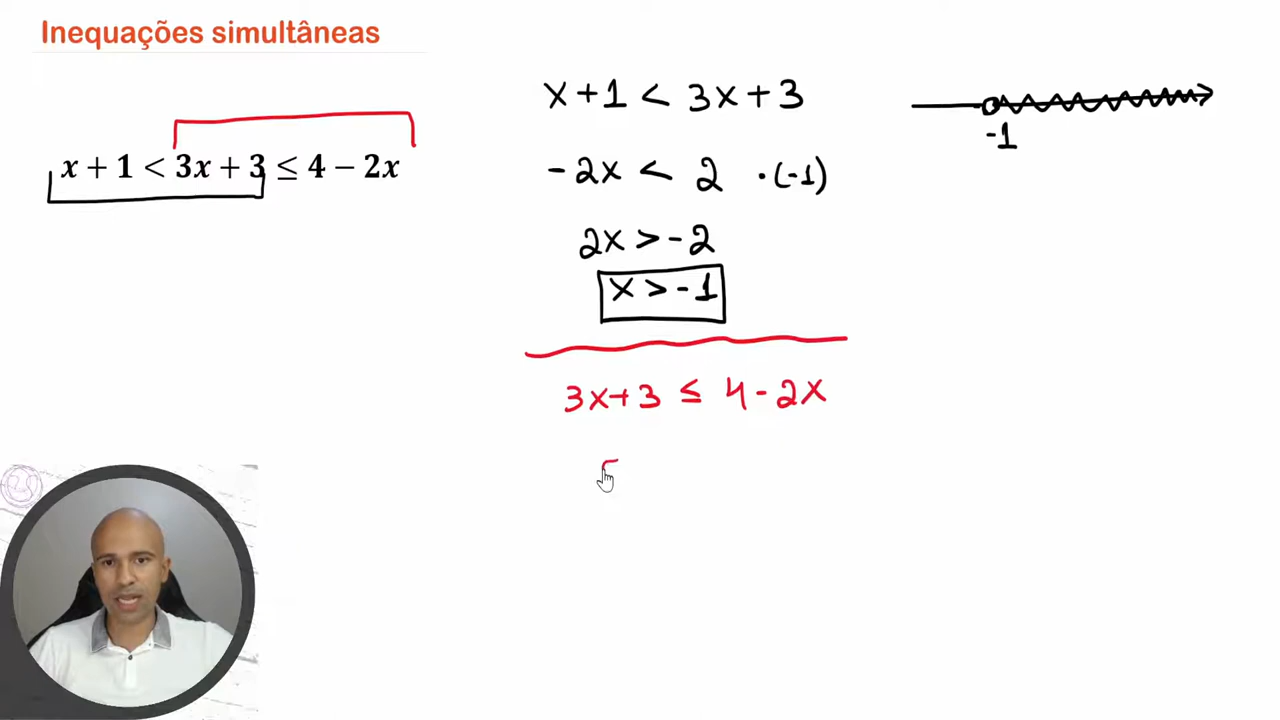 Inequações simultâneas
x + 1 < 3x + 3 ≤ 4 − 2x
x+1 < 3x+3
-2x < 2 ·(-1)
2x > -2
x > -1
-1
3x+3 ≤ 4-2x